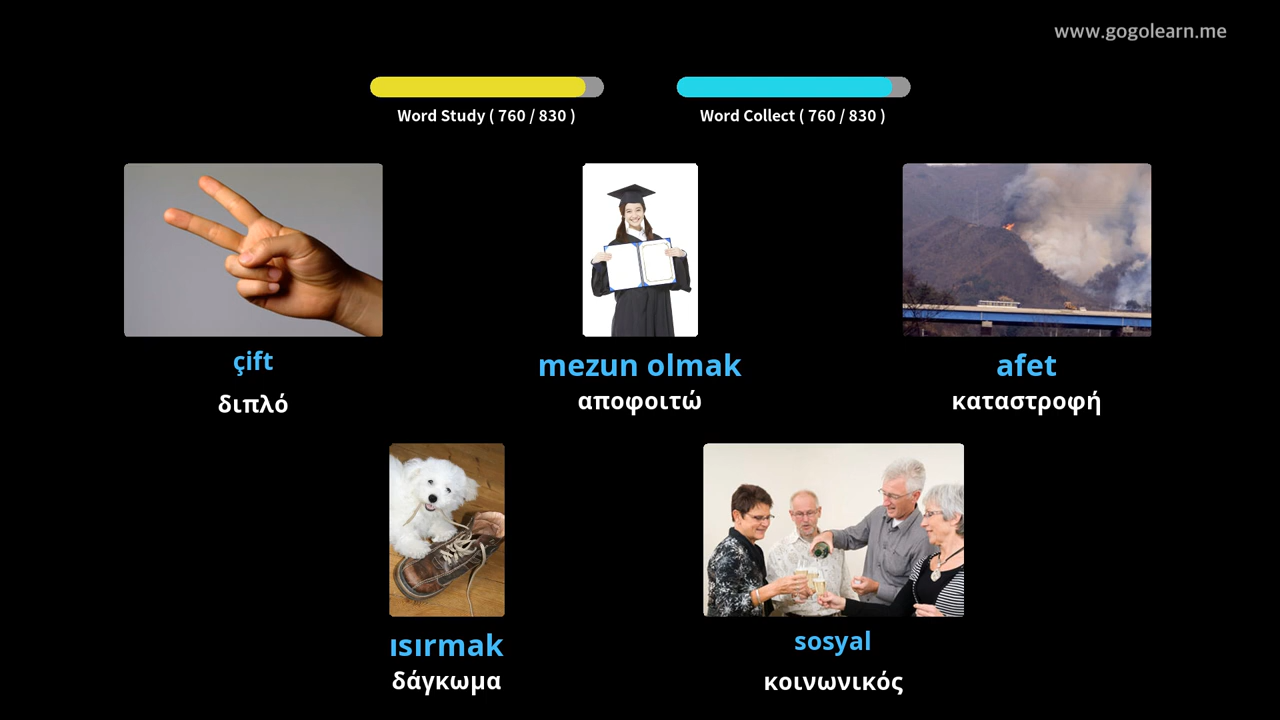 www.gogolearn.me
Word Study ( 760 / 830 )
Word Collect ( 760 / 830 )
çift
διπλό
mezun olmak
αποφοιτώ
afet
καταστροφή
ısırmak
δάγκωμα
sosyal
κοινωνικός